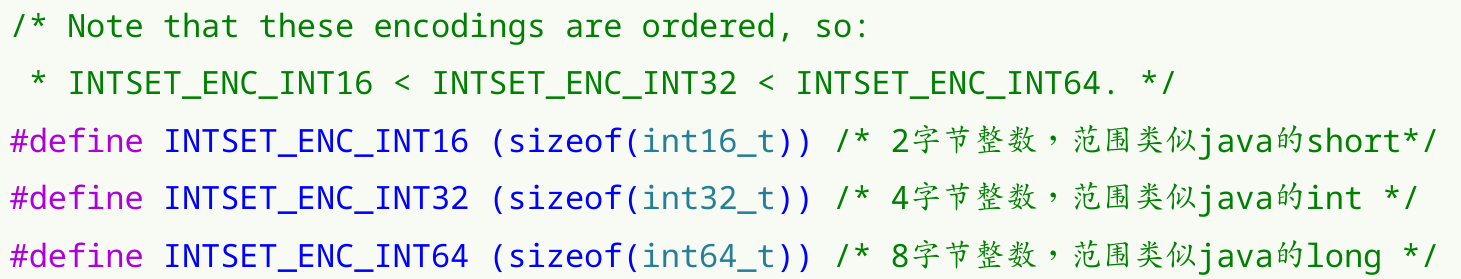 /* Note that these encodings are ordered, so:
 * INTSET_ENC_INT16 < INTSET_ENC_INT32 < INTSET_ENC_INT64. */
#define INTSET_ENC_INT16 (sizeof(int16_t)) /* 2字节整数，范围类似java的short*/
#define INTSET_ENC_INT32 (sizeof(int32_t)) /* 4字节整数，范围类似java的int */
#define INTSET_ENC_INT64 (sizeof(int64_t)) /* 8字节整数，范围类似java的long */